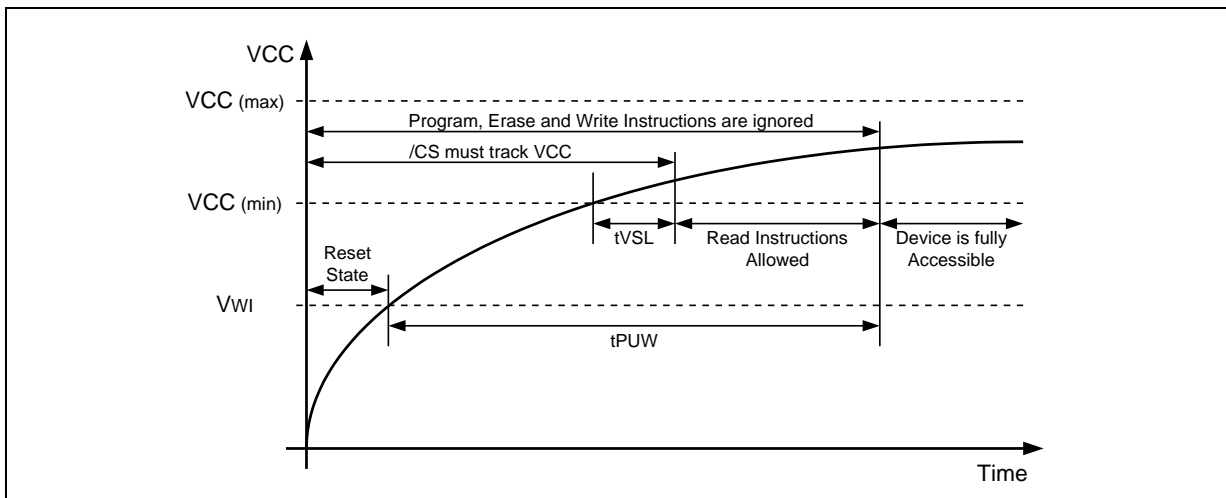 VCC
VCC (max)
Program, Erase and Write Instructions are ignored
/CS must track VCC
VCC (min)
tVSL
Read Instructions
Allowed
Device is fully
Accessible
Reset
State
VWI
tPUW
Time